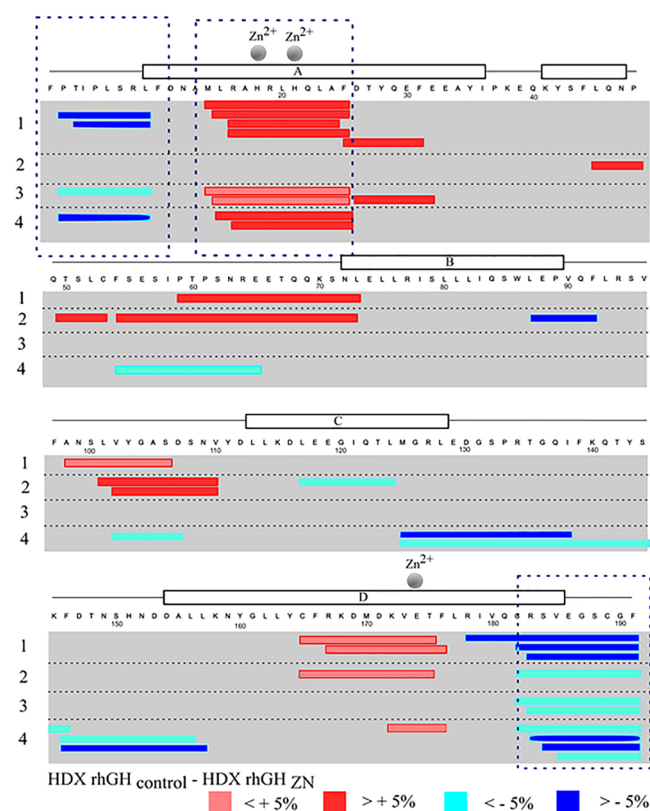 Zn2+ Zn2+
A
F P T I P L S R L F D N A M L R A H R L H Q L A F D T Y Q E F E E A Y I P K E Q K Y S F L Q N P
20 40
1
2
3
4
B
Q T S L C F S E S I P T P S N R E E T Q Q K S N L E L L R I S L L L I Q S W L E P V Q F L R S V
50 60 70 80 90
1
2
3
4
C
F A N S L V Y G A S D S N V Y D L L K D L E E G I Q T L M G R L E D G S P R T G Q I F K Q T Y S
100 110 120 130 140
1
2
3
4
Zn2+
D
K F D T N S H N D D A L L K N Y G L L Y C F R K D M D K V E T F L R I V Q C R S V E G S C G F
150 160 170 180 190
1
2
3
4
HDX rhGH control - HDX rhGH ZN
< + 5% > + 5% < - 5% > - 5%